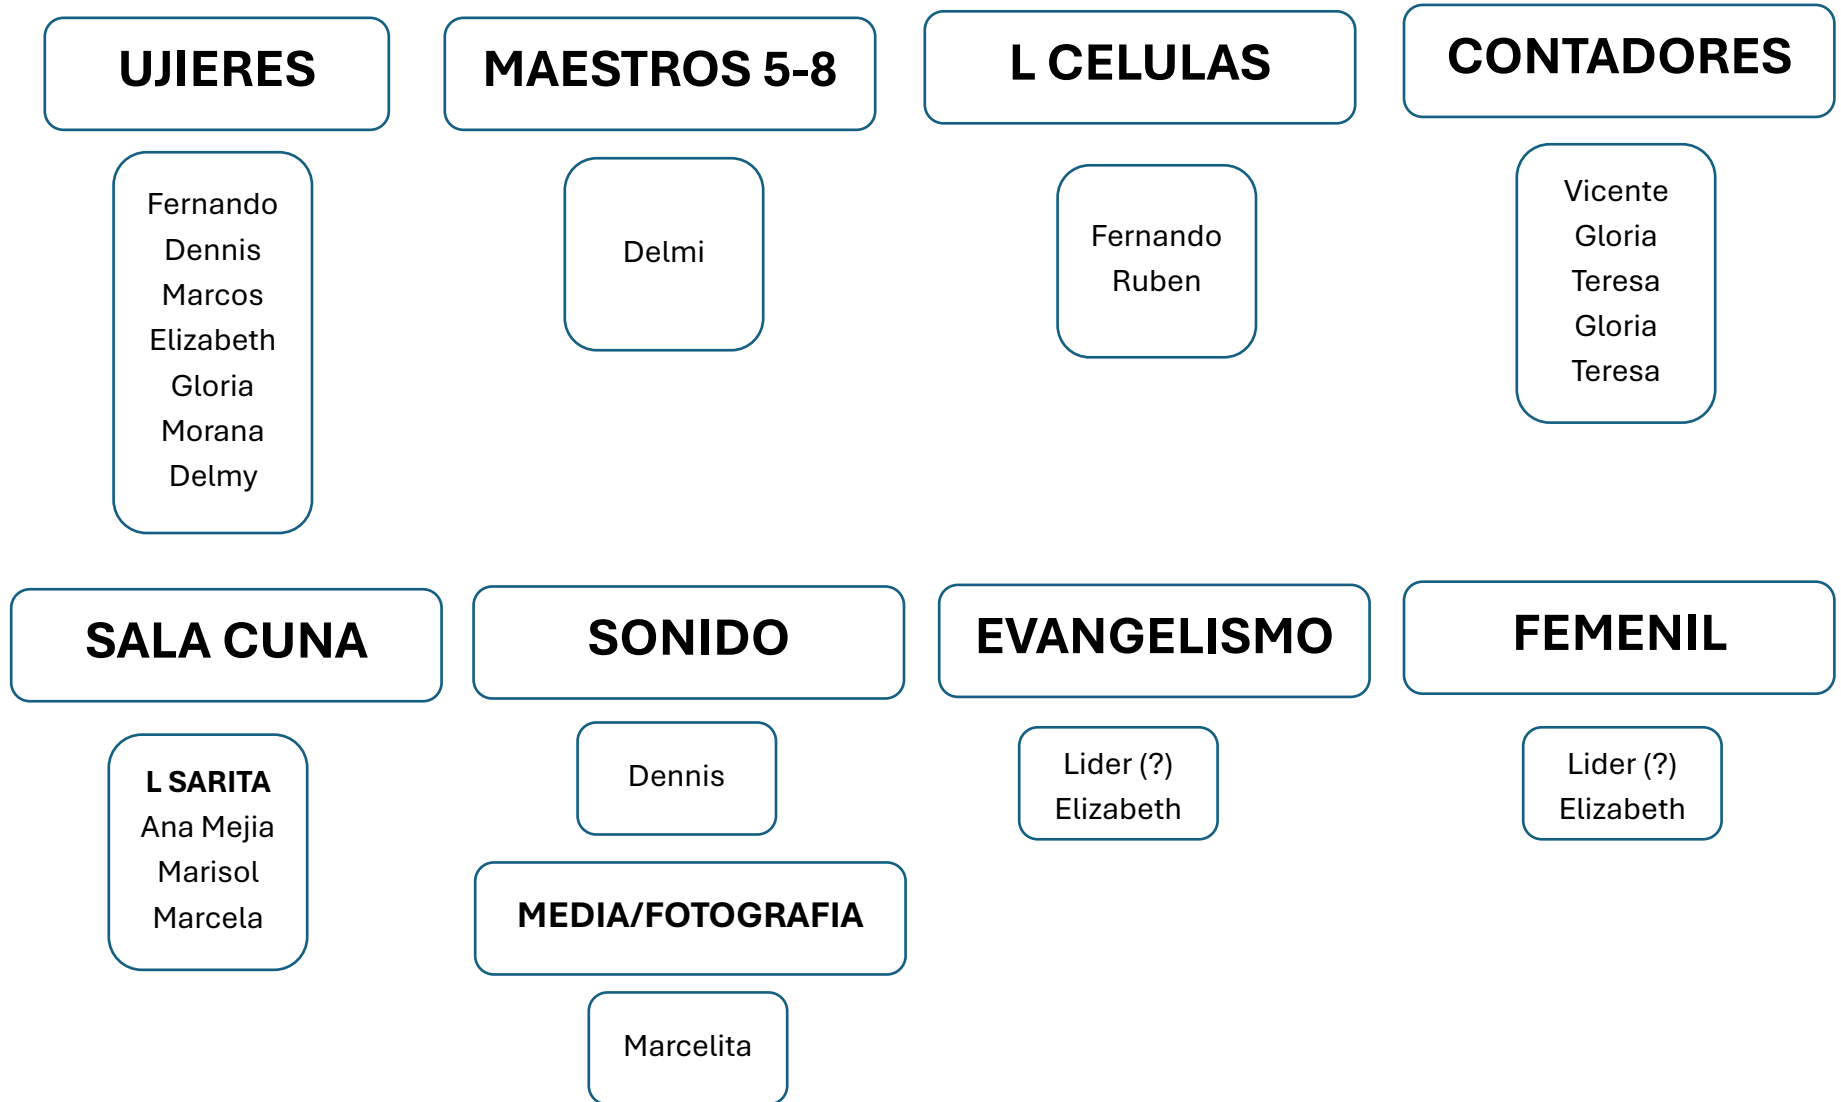 UJIERES
Fernando
Dennis
Marcos
Elizabeth
Gloria
Morana
Delmy
MAESTROS 5-8
Delmi
L CELULAS
Fernando
Ruben
CONTADORES
Vicente
Gloria
Teresa
Gloria
Teresa
SALA CUNA
L SARITA
Ana Mejia
Marisol
Marcela
SONIDO
Dennis
MEDIA/FOTOGRAFIA
Marcelita
EVANGELISMO
Lider (?)
Elizabeth
FEMENIL
Lider (?)
Elizabeth